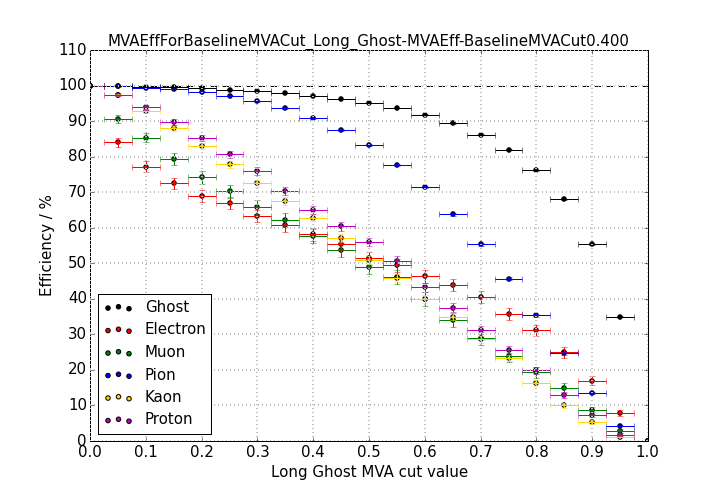 MVAEffForBaselineMVACut_Long_Ghost-MVAEff-BaselineMVACut0.400
110
100
90
80
70
60
50
40
30
20
10
0
Efficiency / %
Ghost
Electron
Muon
Pion
Kaon
Proton
0.0 0.1 0.2 0.3 0.4 0.5 0.6 0.7 0.8 0.9 1.0
Long Ghost MVA cut value